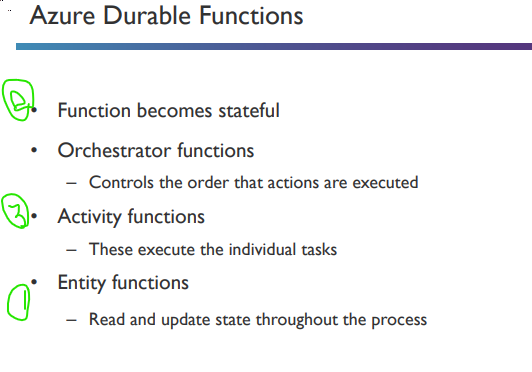 Azure Durable Functions
• Function becomes stateful
• Orchestrator functions
– Controls the order that actions are executed
3 • Activity functions
– These execute the individual tasks
1 • Entity functions
– Read and update state throughout the process